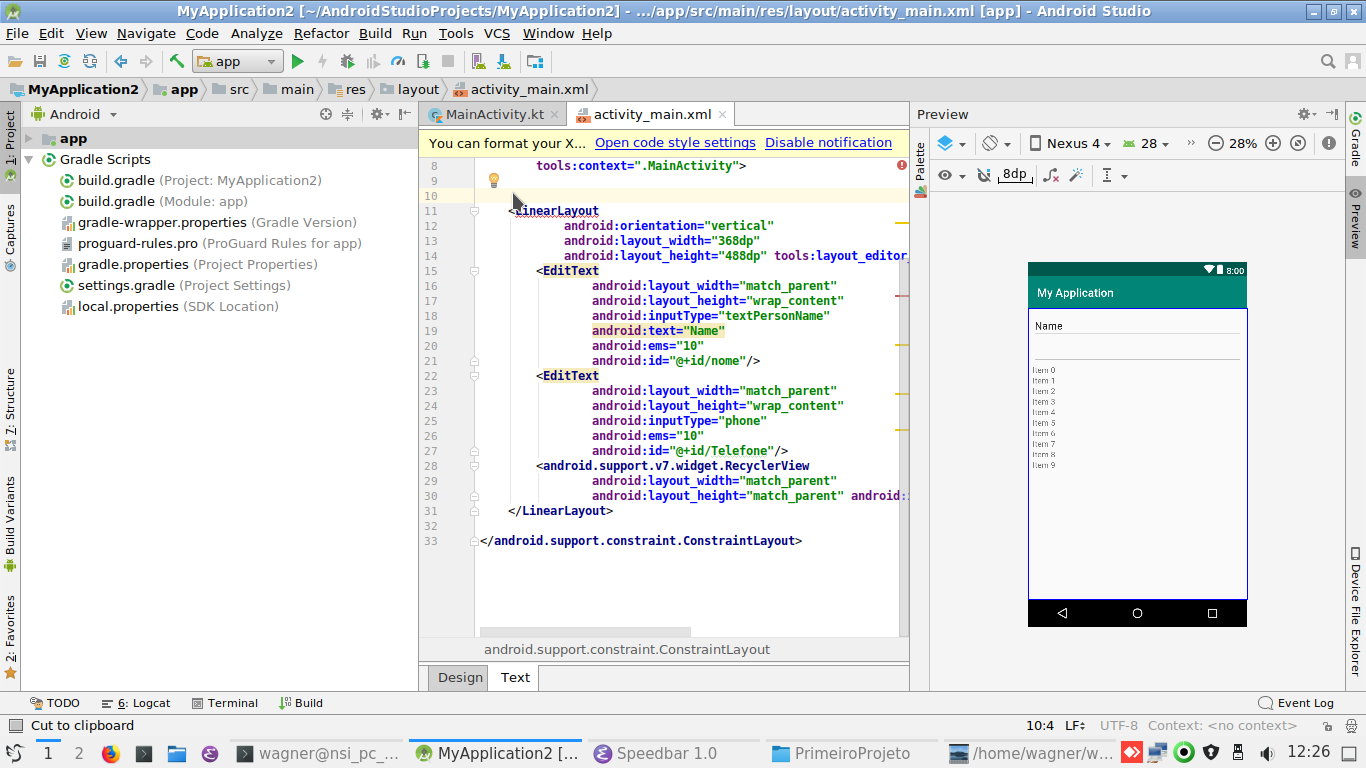 MyApplication2 [~/AndroidStudioProjects/MyApplication2] - .../app/src/main/res/layout/activity_main.xml [app] - Android Studio
File Edit View Navigate Code Analyze Refactor Build Run Tools VCS Window Help
app
MyApplication2 app src main res layout activity_main.xml
1: Project
Captures
7: Structure
Build Variants
2: Favorites
Android
app
Gradle Scripts
build.gradle (Project: MyApplication2)
build.gradle (Module: app)
gradle-wrapper.properties (Gradle Version)
proguard-rules.pro (ProGuard Rules for app)
gradle.properties (Project Properties)
settings.gradle (Project Settings)
local.properties (SDK Location)
MainActivity.kt activity_main.xml
You can format your X... Open code style settings Disable notification
8 tools:context=".MainActivity">
9
10
11 <LinearLayout
12 android:orientation="vertical"
13 android:layout_width="368dp"
14 android:layout_height="488dp" tools:layout_editor_
15 <EditText
16 android:layout_width="match_parent"
17 android:layout_height="wrap_content"
18 android:inputType="textPersonName"
19 android:text="Name"
20 android:ems="10"
21 android:id="@+id/nome"/>
22 <EditText
23 android:layout_width="match_parent"
24 android:layout_height="wrap_content"
25 android:inputType="phone"
26 android:ems="10"
27 android:id="@+id/Telefone"/>
28 <android.support.v7.widget.RecyclerView
29 android:layout_width="match_parent"
30 android:layout_height="match_parent" android:
31 </LinearLayout>
32
33 </android.support.constraint.ConstraintLayout>
android.support.constraint.ConstraintLayout
Design Text
Preview
Palette
Nexus 4 28 28%
8dp
8:00
My Application
Name
Item 0
Item 1
Item 2
Item 3
Item 4
Item 5
Item 6
Item 7
Item 8
Item 9
Gradle
Preview
Device File Explorer
TODO 6: Logcat Terminal Build Event Log
Cut to clipboard 10:4 LF UTF-8 Context: <no context>
1 2 wagner@nsi_pc_... MyApplication2 [... Speedbar 1.0 PrimeiroProjeto /home/wagner/w... 12:26